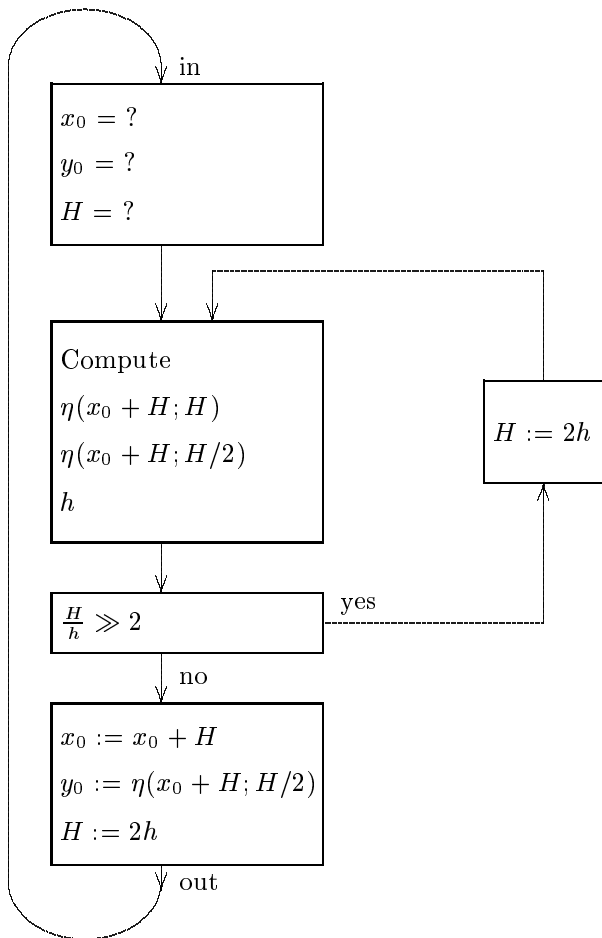 in
x₀ = ?
y₀ = ?
H = ?
Compute
η(x₀ + H; H)
η(x₀ + H; H/2)
h
H := 2h
H/h ≫ 2
yes
no
x₀ := x₀ + H
y₀ := η(x₀ + H; H/2)
H := 2h
out